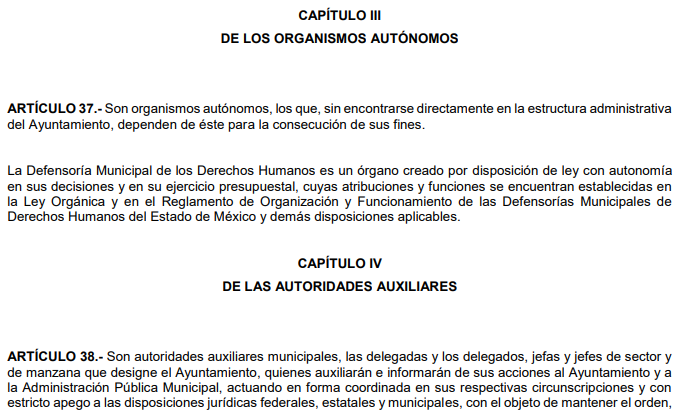 CAPÍTULO III
DE LOS ORGANISMOS AUTÓNOMOS
ARTÍCULO 37.- Son organismos autónomos, los que, sin encontrarse directamente en la estructura administrativa
del Ayuntamiento, dependen de éste para la consecución de sus fines.
La Defensoría Municipal de los Derechos Humanos es un órgano creado por disposición de ley con autonomía
en sus decisiones y en su ejercicio presupuestal, cuyas atribuciones y funciones se encuentran establecidas en
la Ley Orgánica y en el Reglamento de Organización y Funcionamiento de las Defensorías Municipales de
Derechos Humanos del Estado de México y demás disposiciones aplicables.
CAPÍTULO IV
DE LAS AUTORIDADES AUXILIARES
ARTÍCULO 38.- Son autoridades auxiliares municipales, las delegadas y los delegados, jefas y jefes de sector y
de manzana que designe el Ayuntamiento, quienes auxiliarán e informarán de sus acciones al Ayuntamiento y a
la Administración Pública Municipal, actuando en forma coordinada en sus respectivas circunscripciones y con
estricto apego a las disposiciones jurídicas federales, estatales y municipales, con el objeto de mantener el orden,